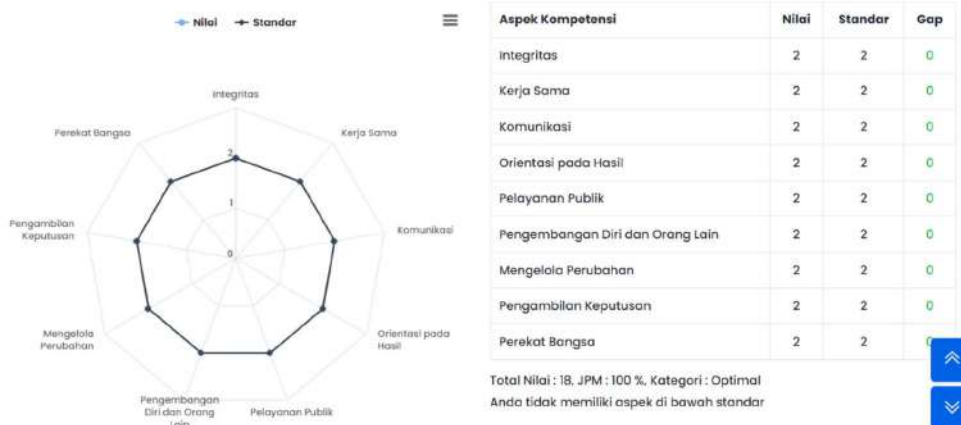 Nilai Standar
Integritas
Perekat Bangsa
Kerja Sama
2
1
0
Pengambilan
Keputusan
Komunikasi
Mengelola
Perubahan
Orientasi pada
Hasil
Pengembangan
Diri dan Orang
Lain
Pelayanan Publik
Aspek Kompetensi Nilai Standar Gap
Integritas 2 2 0
Kerja Sama 2 2 0
Komunikasi 2 2 0
Orientasi pada Hasil 2 2 0
Pelayanan Publik 2 2 0
Pengembangan Diri dan Orang Lain 2 2 0
Mengelola Perubahan 2 2 0
Pengambilan Keputusan 2 2 0
Perekat Bangsa 2 2 0
Total Nilai : 18, JPM : 100 %, Kategori : Optimal
Anda tidak memiliki aspek di bawah standar